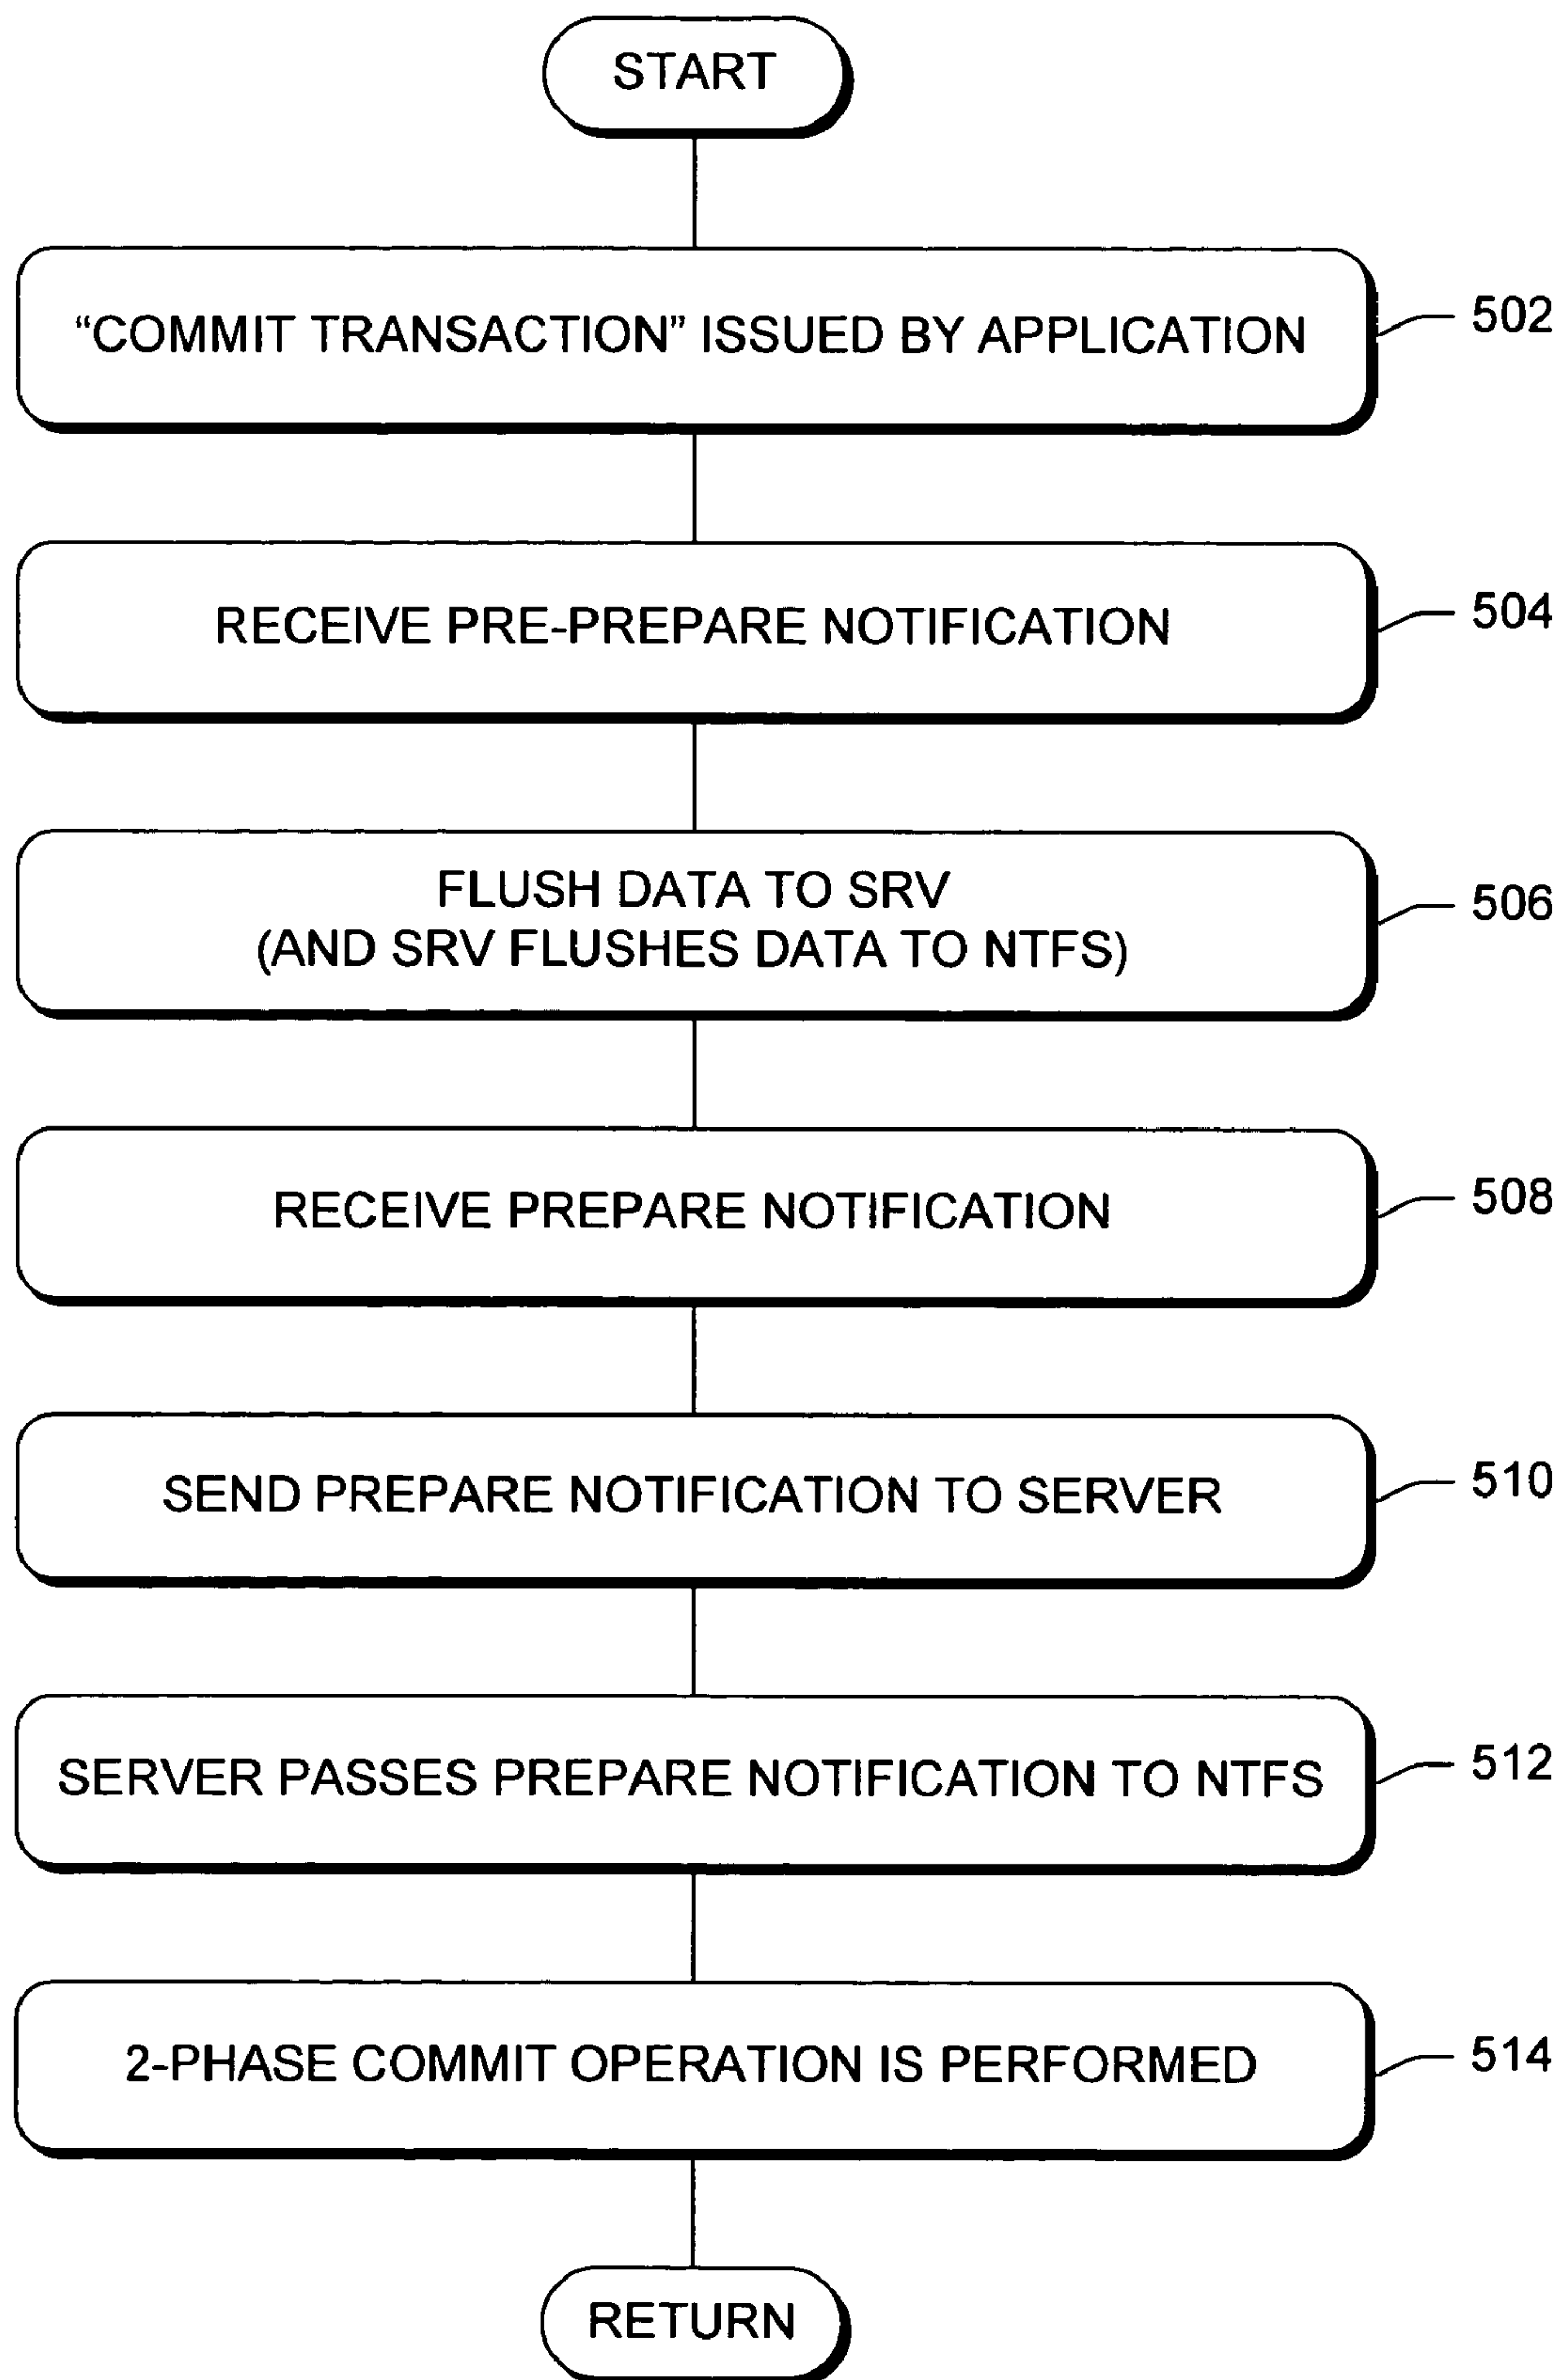 START
“COMMIT TRANSACTION” ISSUED BY APPLICATION
502
RECEIVE PRE-PREPARE NOTIFICATION
504
FLUSH DATA TO SRV
(AND SRV FLUSHES DATA TO NTFS)
506
RECEIVE PREPARE NOTIFICATION
508
SEND PREPARE NOTIFICATION TO SERVER
510
SERVER PASSES PREPARE NOTIFICATION TO NTFS
512
2-PHASE COMMIT OPERATION IS PERFORMED
514
RETURN